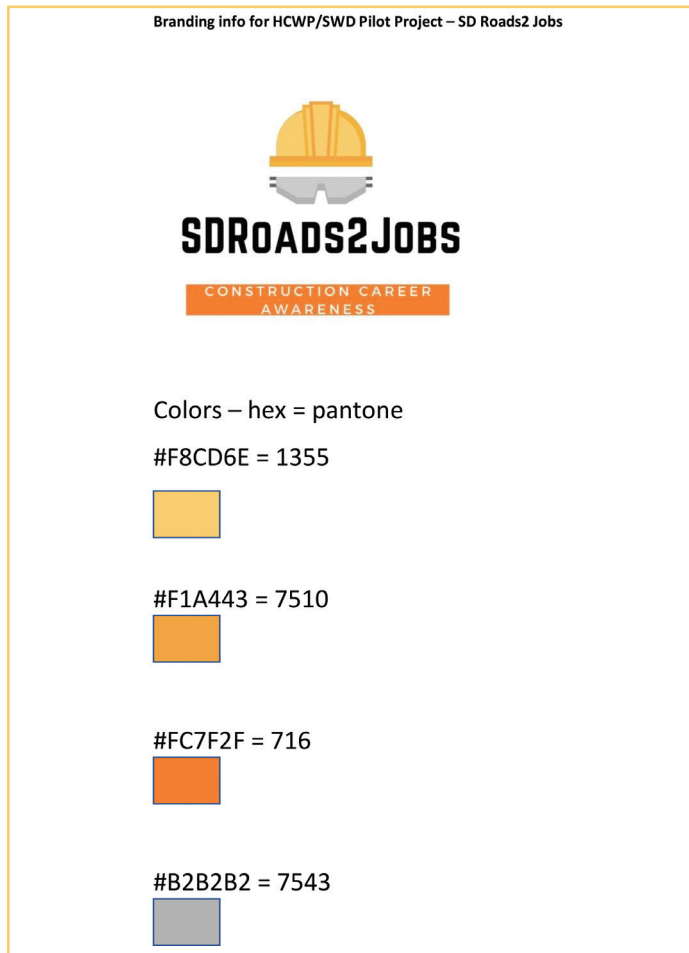 Branding info for HCWP/SWD Pilot Project – SD Roads2 Jobs
SDROADS2JOBS
CONSTRUCTION CAREER
AWARENESS
Colors – hex = pantone
#F8CD6E = 1355
#F1A443 = 7510
#FC7F2F = 716
#B2B2B2 = 7543